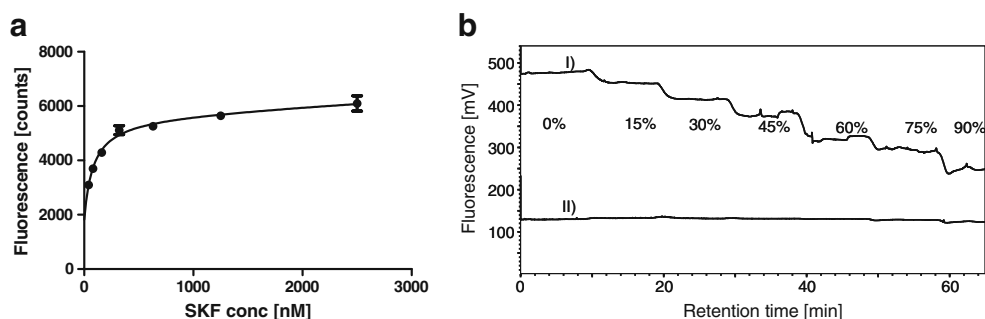 a
8000
6000
4000
2000
0
Fluorescence [counts]
0 1000 2000 3000
SKF conc [nM]
b
500
400
300
200
100
Fluorescence [mV]
I)
0% 15% 30% 45% 60% 75% 90%
II)
0 20 40 60
Retention time [min]